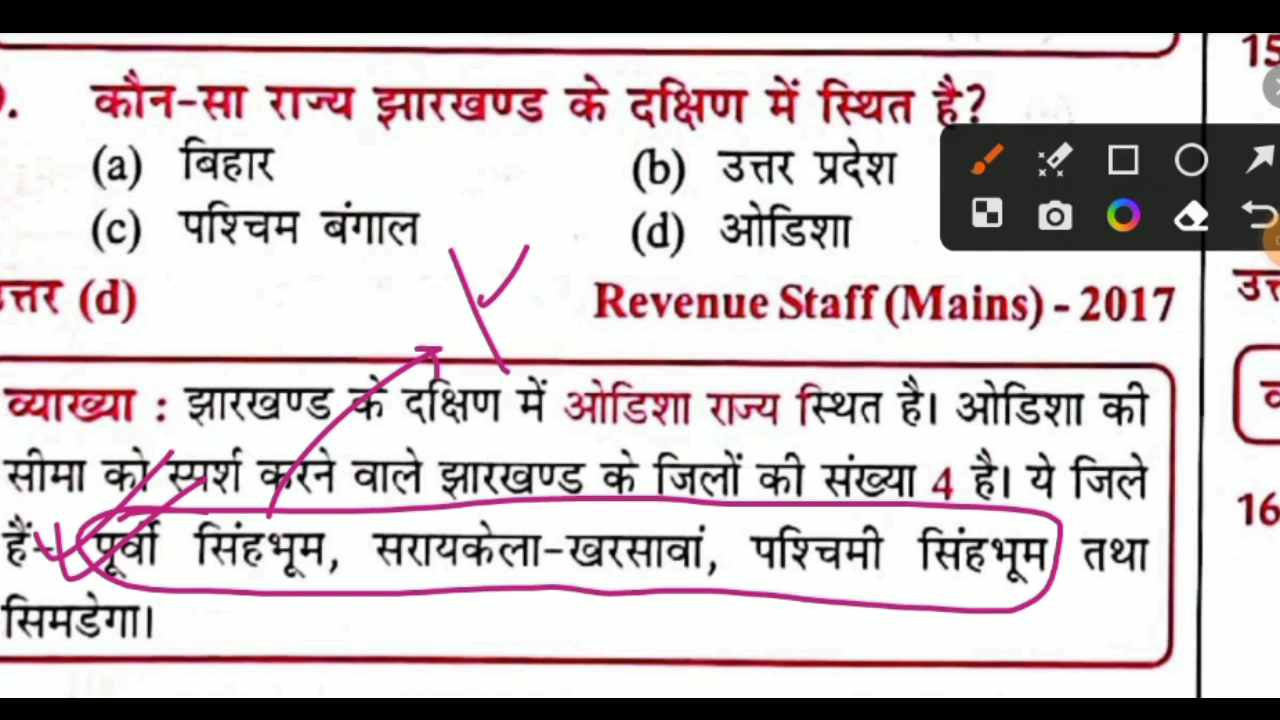 15
कौन-सा राज्य झारखण्ड के दक्षिण में स्थित है?
(a) बिहार (b) उत्तर प्रदेश
(c) पश्चिम बंगाल (d) ओडिशा
उत्तर (d) Revenue Staff (Mains) - 2017
व्याख्या : झारखण्ड के दक्षिण में ओडिशा राज्य स्थित है। ओडिशा की
सीमा को स्पर्श करने वाले झारखण्ड के जिलों की संख्या 4 है। ये जिले
हैं- पूर्वी सिंहभूम, सरायकेला-खरसावां, पश्चिमी सिंहभूम तथा
सिमडेगा।
16